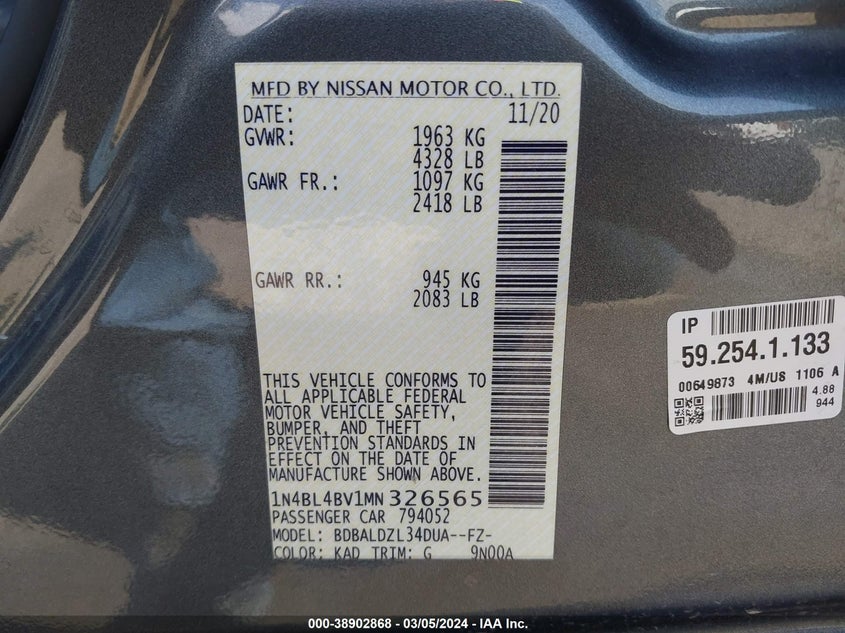 MFD BY NISSAN MOTOR CO., LTD.
DATE: 11/20
GVWR: 1963 KG
4328 LB
GAWR FR.: 1097 KG
2418 LB
GAWR RR.: 945 KG
2083 LB
THIS VEHICLE CONFORMS TO
ALL APPLICABLE FEDERAL
MOTOR VEHICLE SAFETY,
BUMPER, AND THEFT
PREVENTION STANDARDS IN
EFFECT ON THE DATE OF
MANUFACTURE SHOWN ABOVE.
1N4BL4BV1MN326565
PASSENGER CAR 794052
MODEL: BDBALDZL34DUA--FZ-
COLOR: KAD TRIM: G 9N00A
IP
59.254.1.133
00649873 4M/US 1106 A
4.88
944
000-38902868 - 03/05/2024 - IAA Inc.